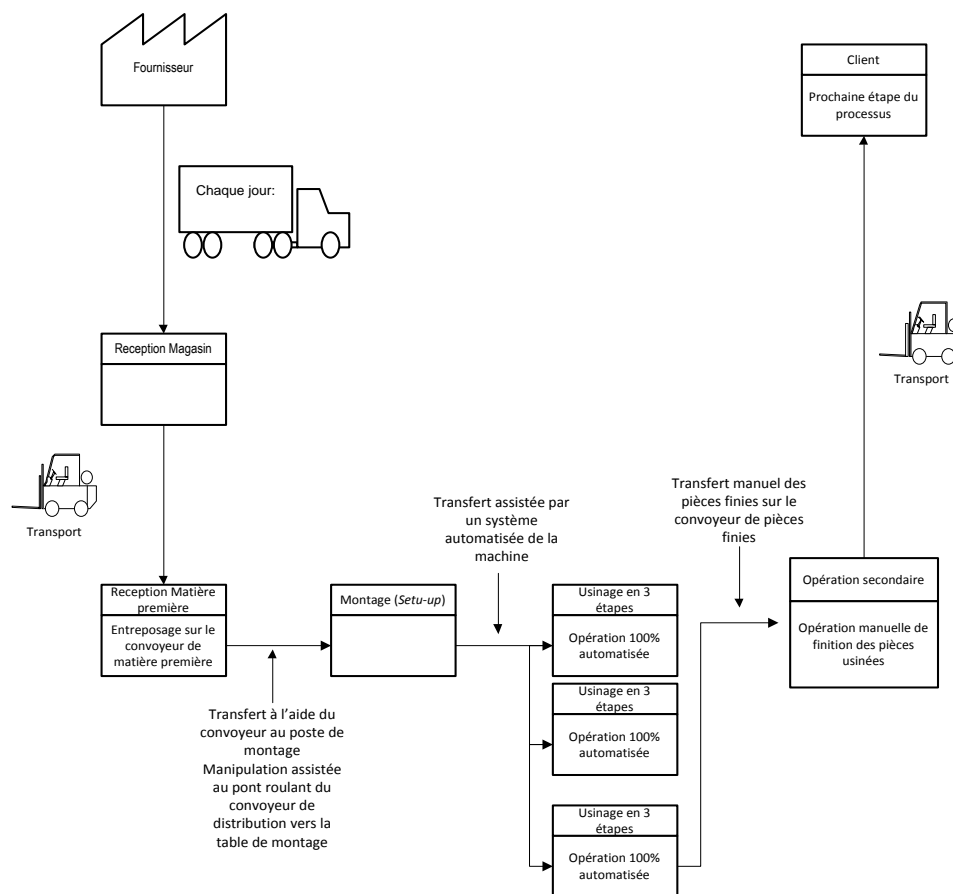 Fournisseur
Client
Prochaine étape du
processus
Chaque jour:
Reception Magasin
Transport
Transport
Transfert assistée par
un système
automatisée de la
machine
Transfert manuel des
pièces finies sur le
convoyeur de pièces
finies
Reception Matière
première
Entreposage sur le
convoyeur de
matière première
Montage (Setu-up)
Usinage en 3
étapes
Opération 100%
automatisée
Usinage en 3
étapes
Opération 100%
automatisée
Usinage en 3
étapes
Opération 100%
automatisée
Opération secondaire
Opération manuelle de
finition des pièces
usinées
Transfert à l’aide du
convoyeur au poste de
montage
Manipulation assistée
au pont roulant du
convoyeur de
distribution vers la
table de montage